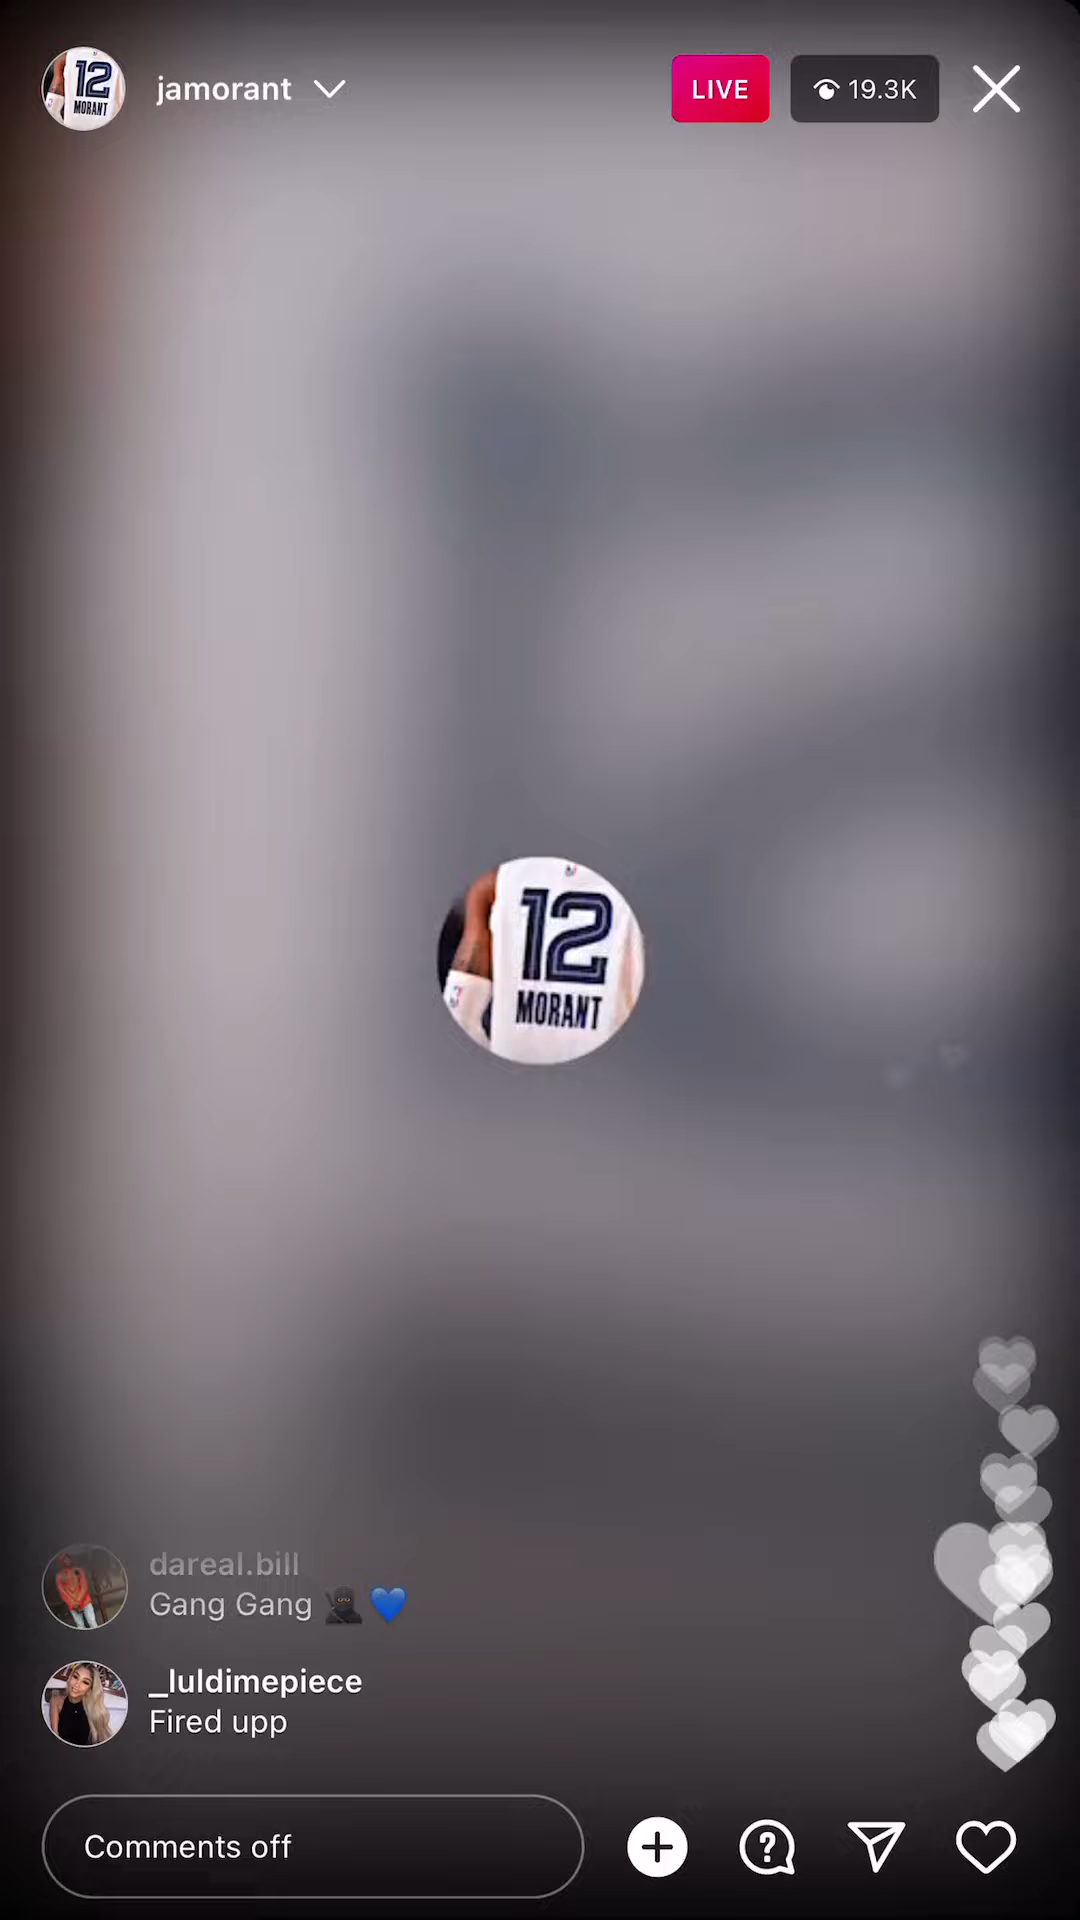 12
MORANT
jamorant
LIVE
19.3K
12
MORANT
dareal.bill
Gang Gang 🥷🏿 💙
_luldimepiece
Fired upp
Comments off